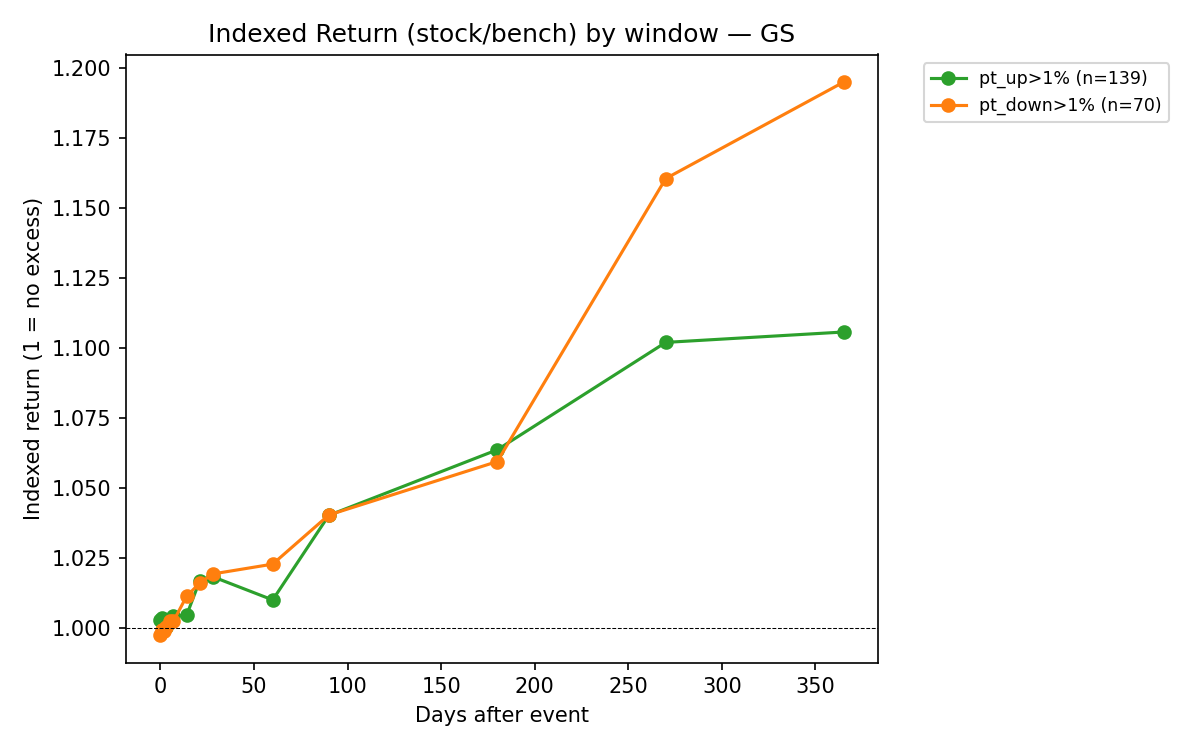 Indexed Return (stock/bench) by window — GS
pt_up>1% (n=139)
pt_down>1% (n=70)
Indexed return (1 = no excess)
1.200
1.175
1.150
1.125
1.100
1.075
1.050
1.025
1.000
0 50 100 150 200 250 300 350
Days after event